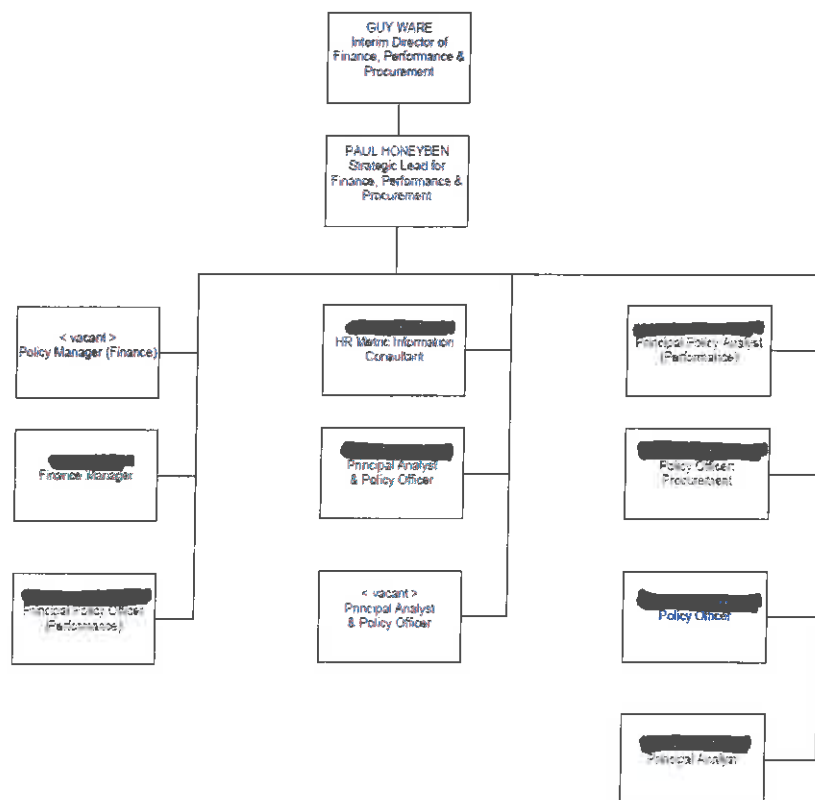 GUY WARE
Interim Director of
Finance, Performance &
Procurement
PAUL HONEYBEN
Strategic Lead for
Finance, Performance &
Procurement
< vacant >
Policy Manager (Finance)
HR Metric Information
Consultant
Principal Policy Analyst
(Performance)
Finance Manager
Principal Analyst
& Policy Officer
Policy Officer:
Procurement
Principal Policy Officer
(Performance)
< vacant >
Principal Analyst
& Policy Officer
Policy Officer
Principal Analyst